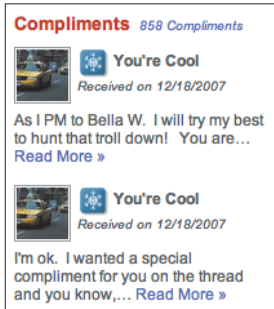 Compliments 858 Compliments
You're Cool
Received on 12/18/2007
As I PM to Bella W.  I will try my best
to hunt that troll down!   You are…
Read More »
You're Cool
Received on 12/18/2007
I'm ok.  I wanted a special
compliment for you on the thread
and you know,… Read More »